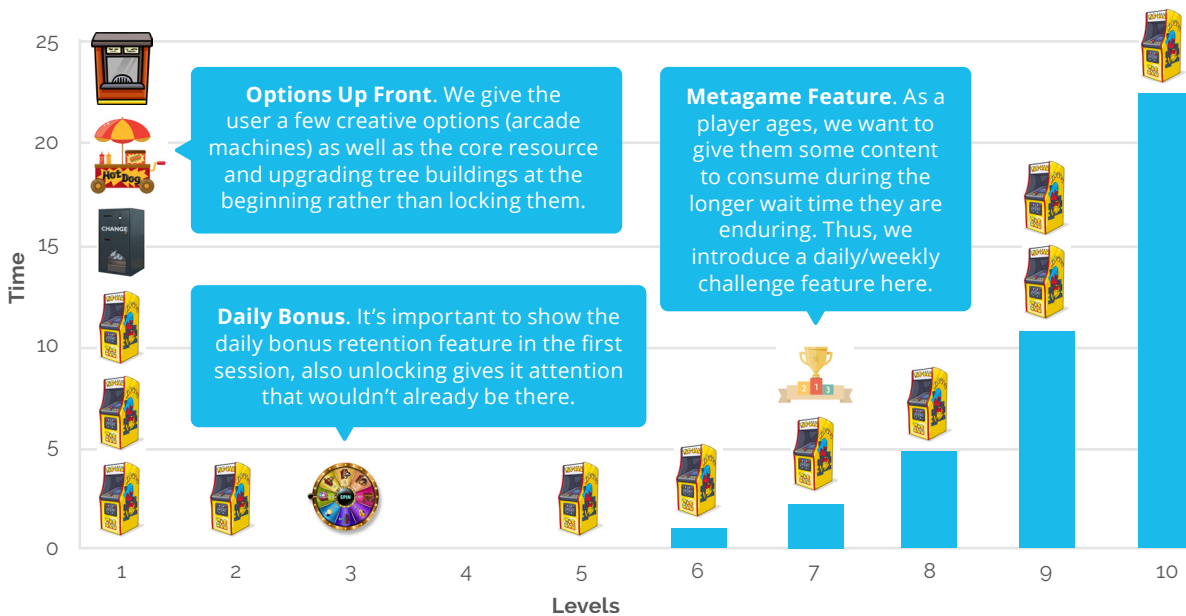 25
20
15
10
5
0
Time
Options Up Front. We give the
user a few creative options (arcade
machines) as well as the core resource
and upgrading tree buildings at the
beginning rather than locking them.
Metagame Feature. As a
player ages, we want to
give them some content
to consume during the
longer wait time they are
enduring. Thus, we
introduce a daily/weekly
challenge feature here.
Daily Bonus. It’s important to show the
daily bonus retention feature in the first
session, also unlocking gives it attention
that wouldn’t already be there.
Hot Dog
CHANGE
SPIN
2 1 3
1 2 3 4 5 6 7 8 9 10
Levels